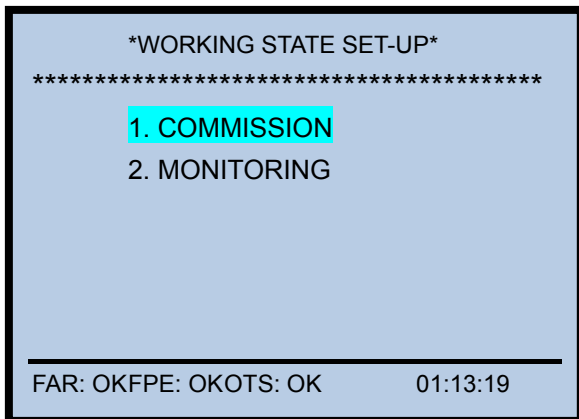 *WORKING STATE SET-UP*
*****************************************
1. COMMISSION
2. MONITORING
FAR: OKFPE: OKOTS: OK 01:13:19